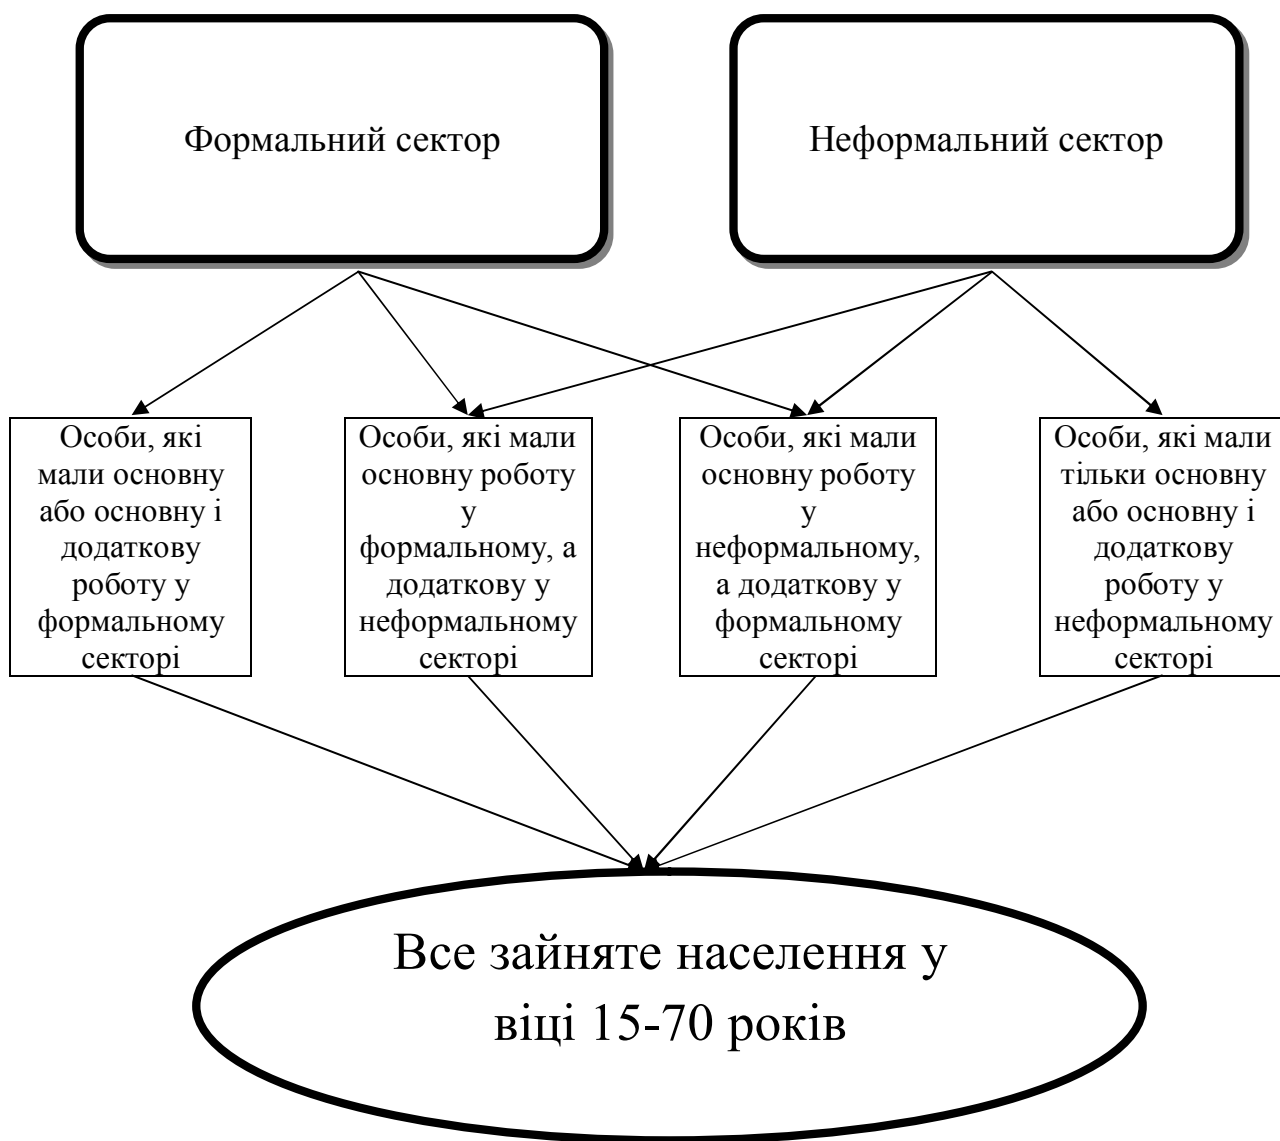 Формальний сектор
Неформальний сектор
Особи, які
мали основну
або основну і
додаткову
роботу у
формальному
секторі
Особи, які мали
основну роботу
у
формальному, а
додаткову у
неформальному
секторі
Особи, які мали
основну роботу
у
неформальному,
а додаткову у
формальному
секторі
Особи, які мали
тільки основну
або основну і
додаткову
роботу у
неформальному
секторі
Все зайняте населення у
віці 15-70 років